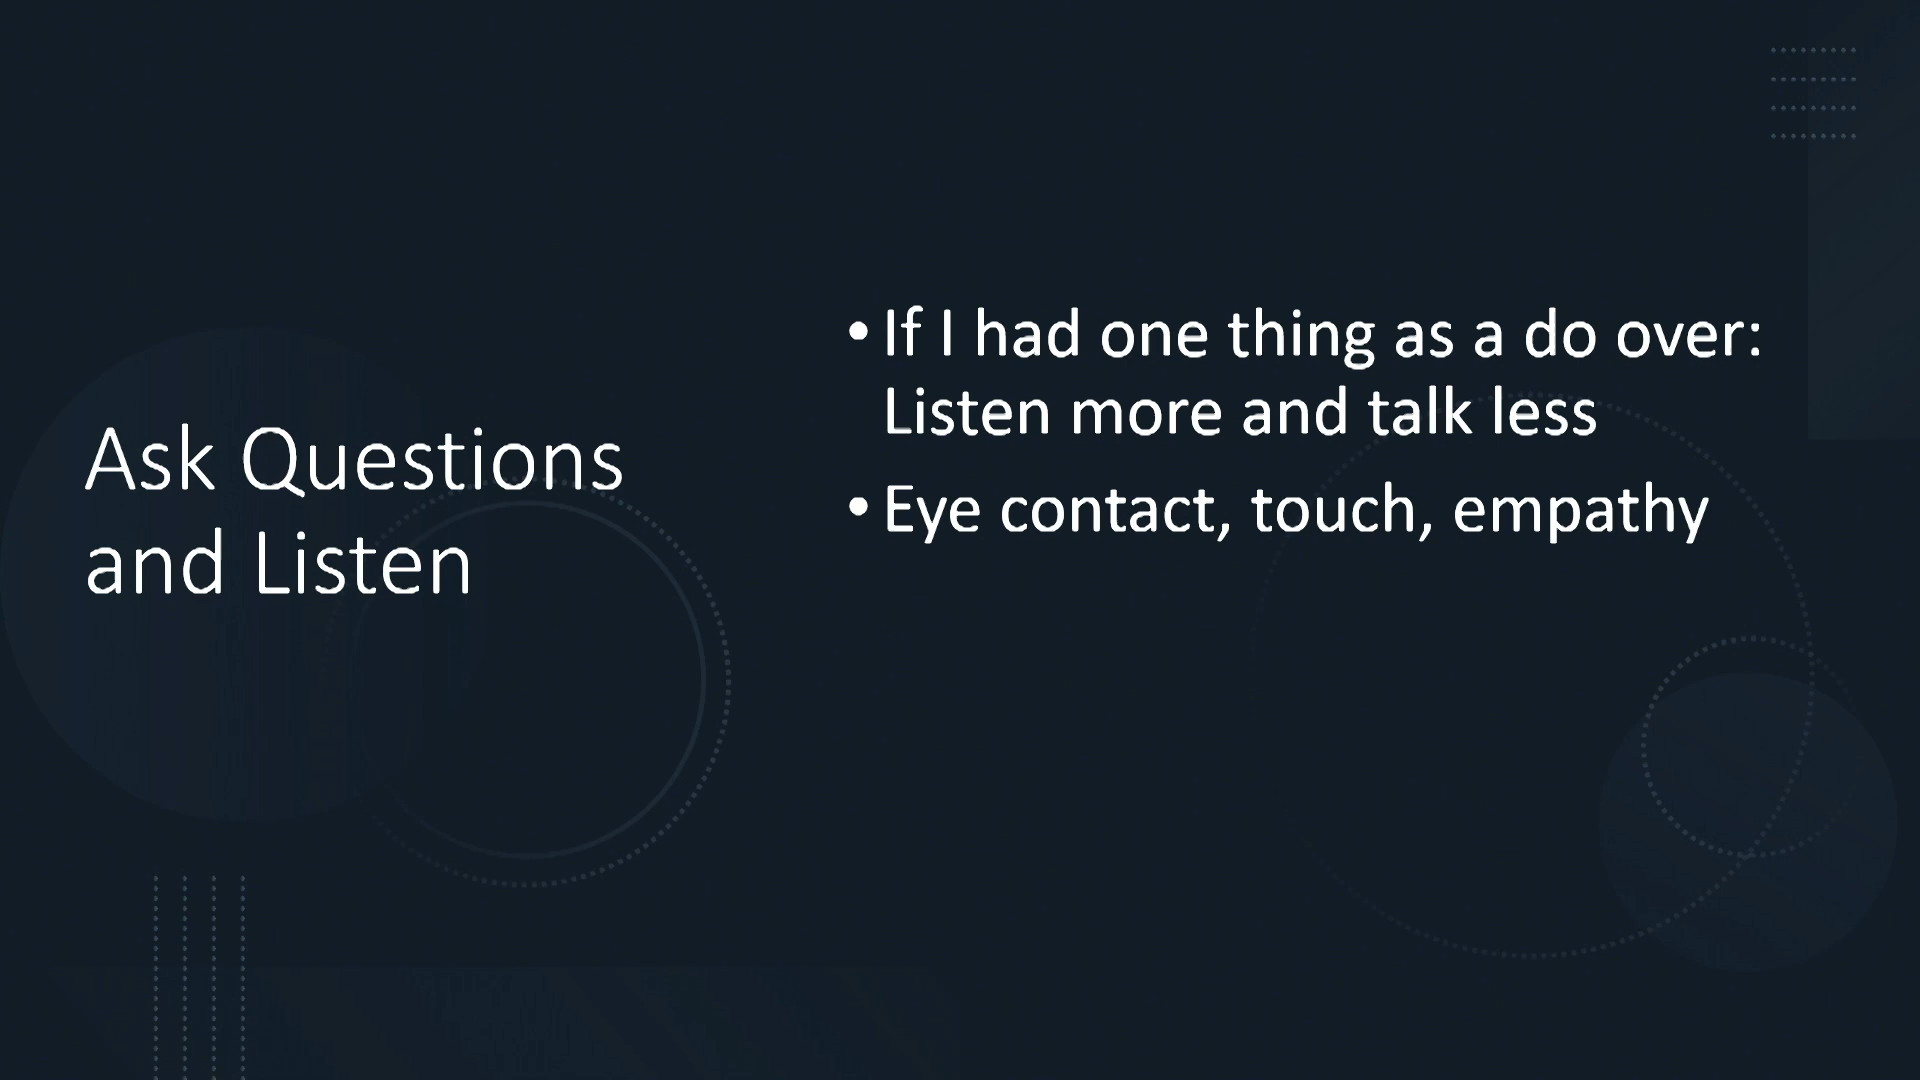 Ask Questions
and Listen
• If I had one thing as a do over:
Listen more and talk less
• Eye contact, touch, empathy